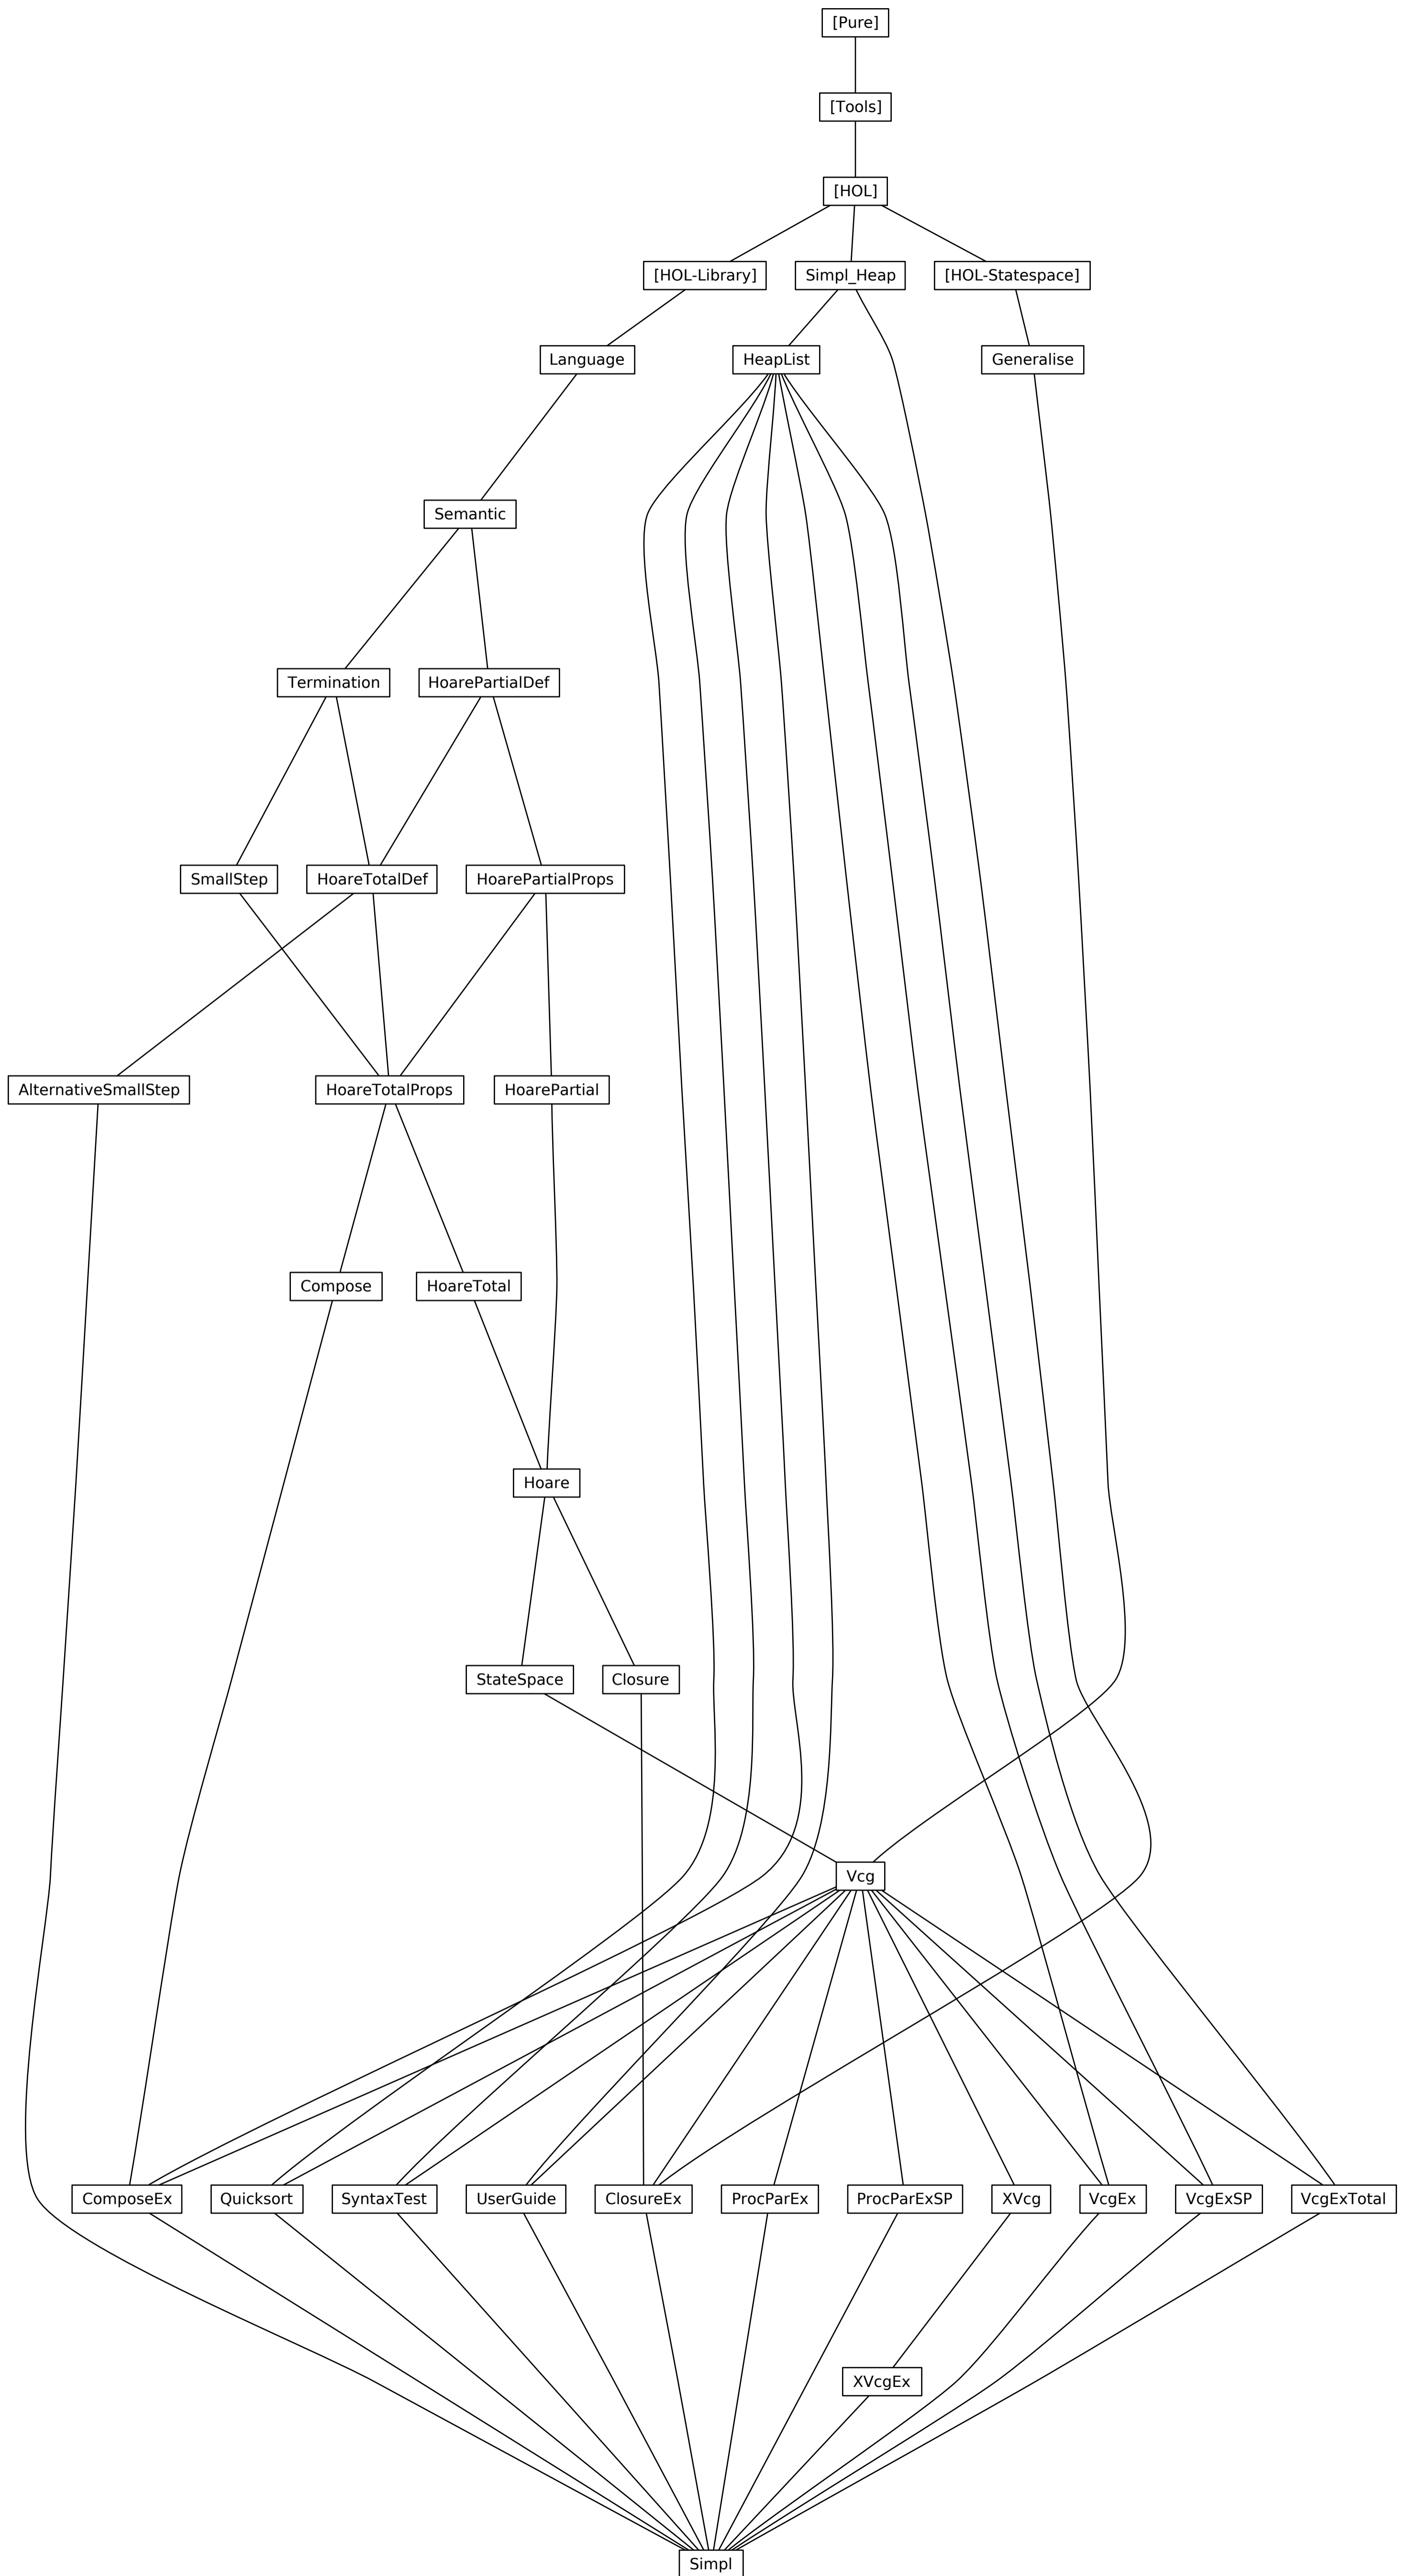 [Pure]
[Tools]
[HOL]
[HOL-Library]
Simpl_Heap
[HOL-Statespace]
Language
HeapList
Generalise
Semantic
Termination
HoarePartialDef
SmallStep
HoareTotalDef
HoarePartialProps
AlternativeSmallStep
HoareTotalProps
HoarePartial
Compose
HoareTotal
Hoare
StateSpace
Closure
Vcg
ComposeEx
Quicksort
SyntaxTest
UserGuide
ClosureEx
ProcParEx
ProcParExSP
XVcg
VcgEx
VcgExSP
VcgExTotal
XVcgEx
Simpl